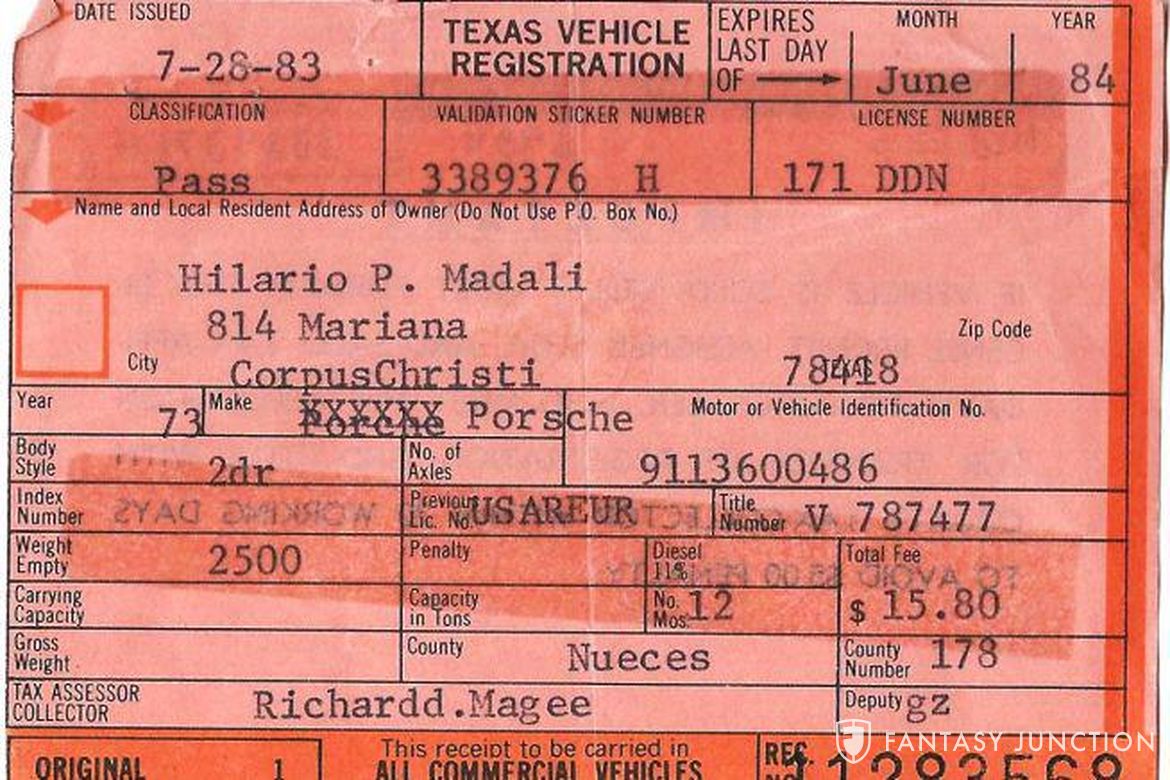 DATE ISSUED
7-28-83
TEXAS VEHICLE
REGISTRATION
EXPIRES
LAST DAY
OF
MONTH
June
YEAR
84
CLASSIFICATION
Pass
VALIDATION STICKER NUMBER
3389376 H
LICENSE NUMBER
171 DDN
Name and Local Resident Address of Owner (Do Not Use P.O. Box No.)
Hilario P. Madali
814 Mariana
Zip Code
City
CorpusChristi
TEXAS
78418
Year
73
Make
Porsche
Motor or Vehicle Identification No.
9113600486
Body
Style
2dr
No. of
Axles
Index
Number
Previous
Lic. No.
USAREUR
Title
Number
V 787477
Weight
Empty
2500
Penalty
Diesel
11%
Total Fee
$ 15.80
Carrying
Capacity
Capacity
in Tons
No.
Mos.
12
Gross
Weight
County
Nueces
County
Number
178
TAX ASSESSOR
COLLECTOR
Richardd.Magee
Deputy
gz
ORIGINAL 1
This receipt to be carried in
ALL COMMERCIAL VEHICLES
REC.
FANTASY JUNCTION